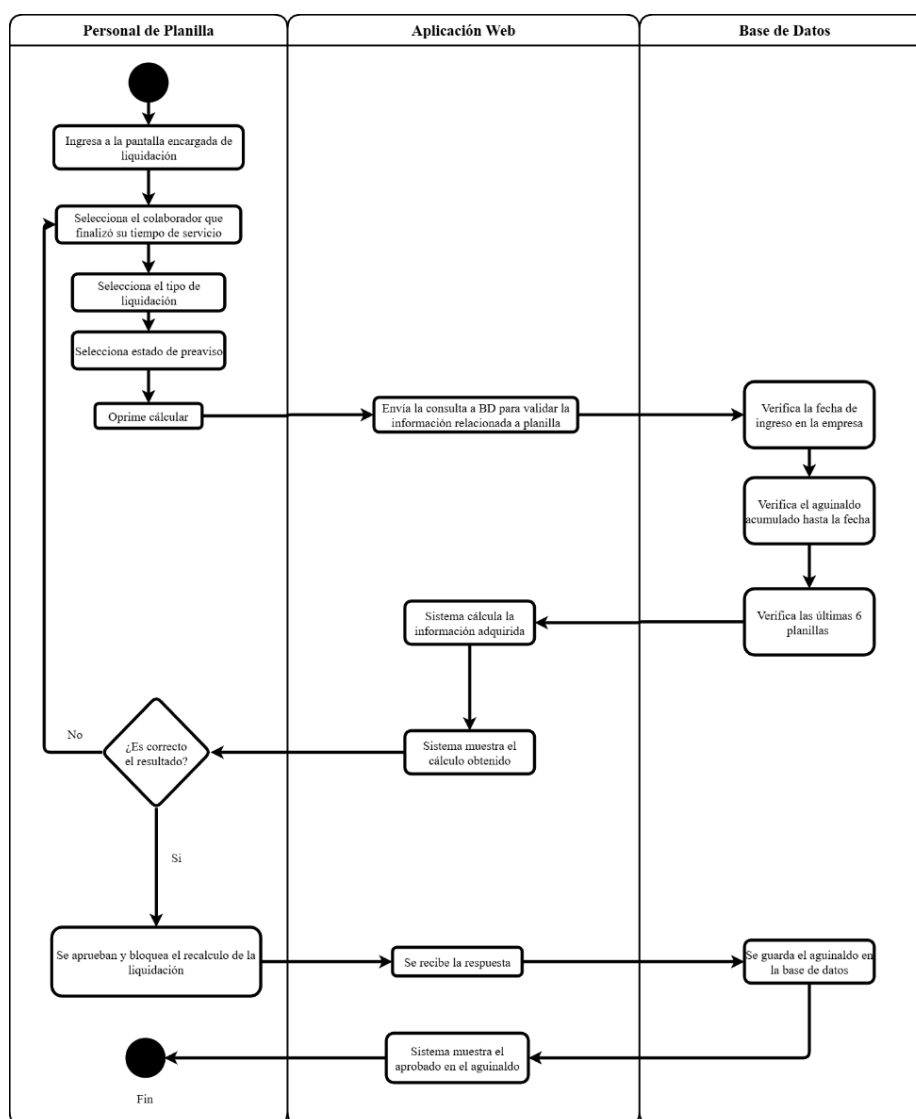 Personal de Planilla
Aplicación Web
Base de Datos
Ingresa a la pantalla encargada de
liquidación
Selecciona el colaborador que
finalizó su tiempo de servicio
Selecciona el tipo de
liquidación
Selecciona estado de preaviso
Oprime cálcular
Envía la consulta a BD para validar la
información relacionada a planilla
Verifica la fecha de
ingreso en la empresa
Verifica el aguinaldo
acumulado hasta la fecha
Verifica las últimas 6
planillas
Sistema cálcula la
información adquirida
Sistema muestra el
cálculo obtenido
¿Es correcto
el resultado?
No
Si
Se aprueban y bloquea el recalculo de la
liquidación
Se recibe la respuesta
Se guarda el aguinaldo en
la base de datos
Sistema muestra el
aprobado en el aguinaldo
Fin